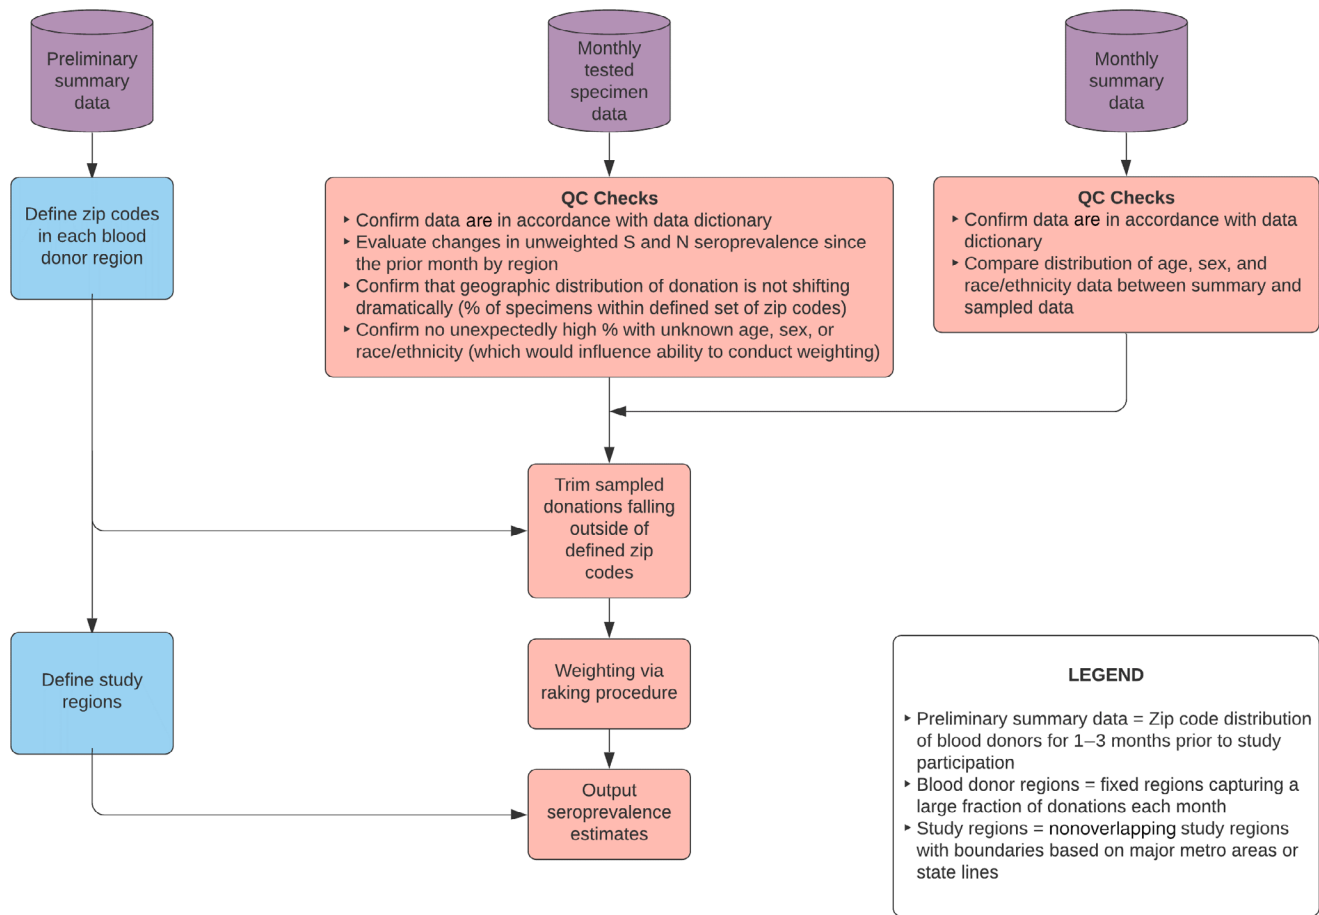 Preliminary
summary
data
Monthly
tested
specimen
data
Monthly
summary
data
Define zip codes
in each blood
donor region
QC Checks
‣ Confirm data are in accordance with data dictionary
‣ Evaluate changes in unweighted S and N seroprevalence since
the prior month by region
‣ Confirm that geographic distribution of donation is not shifting
dramatically (% of specimens within defined set of zip codes)
‣ Confirm no unexpectedly high % with unknown age, sex, or
race/ethnicity (which would influence ability to conduct weighting)
QC Checks
‣ Confirm data are in accordance with data
dictionary
‣ Compare distribution of age, sex, and
race/ethnicity data between summary and
sampled data
Trim sampled
donations falling
outside of
defined zip
codes
Define study
regions
Weighting via
raking procedure
Output
seroprevalence
estimates
LEGEND
‣ Preliminary summary data = Zip code distribution
of blood donors for 1–3 months prior to study
participation
‣ Blood donor regions = fixed regions capturing a
large fraction of donations each month
‣ Study regions = nonoverlapping study regions
with boundaries based on major metro areas or
state lines